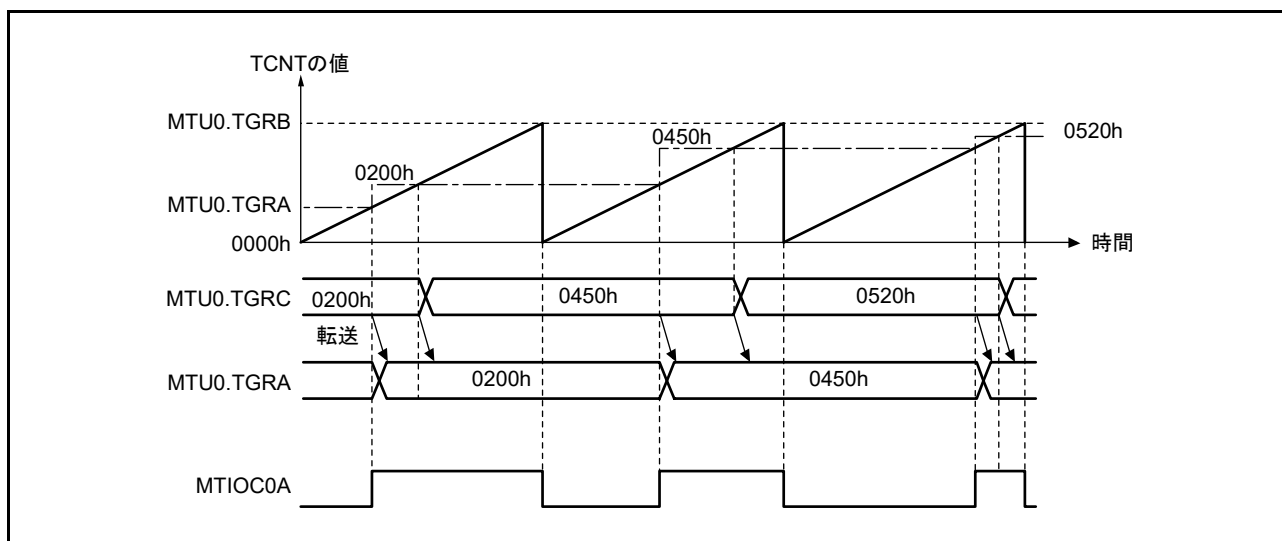 TCNTの値
MTU0.TGRB
0520h
0450h
0200h
MTU0.TGRA
0000h
時間
MTU0.TGRC
0200h
0450h
0520h
転送
MTU0.TGRA
0200h
0450h
MTIOC0A